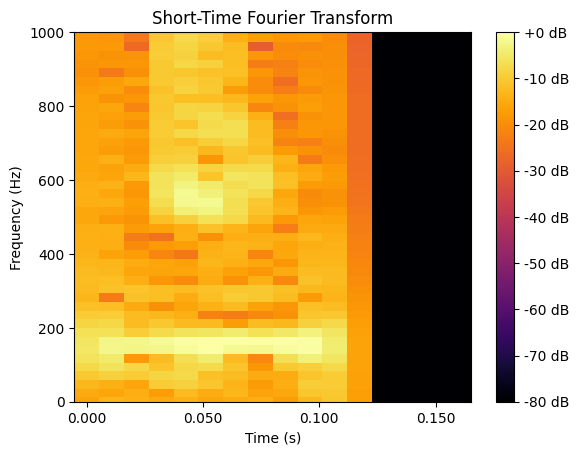 Short-Time Fourier Transform
Frequency (Hz)
1000
800
600
400
200
0
0.000
0.050
0.100
0.150
Time (s)
+0 dB
-10 dB
-20 dB
-30 dB
-40 dB
-50 dB
-60 dB
-70 dB
-80 dB